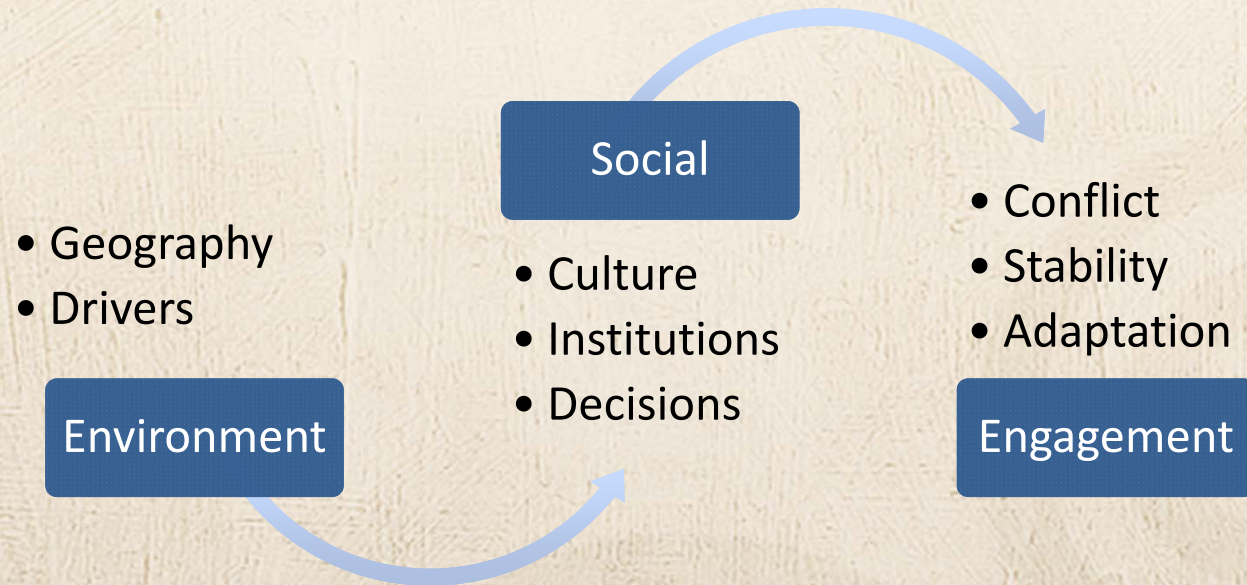 • Geography
• Drivers
Environment
Social
• Culture
• Institutions
• Decisions
• Conflict
• Stability
• Adaptation
Engagement